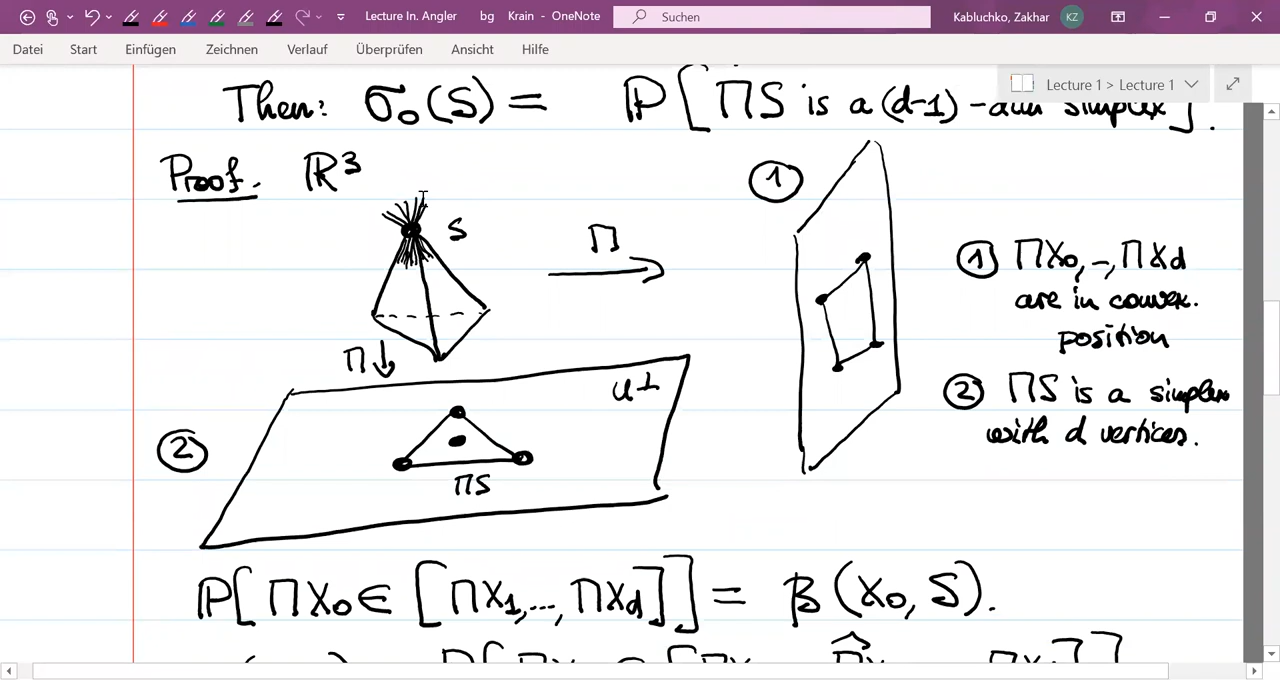 Lecture In. Angler bg Krain - OneNote
Suchen
Kabluchko, Zakhar KZ
Datei Start Einfügen Zeichnen Verlauf Überprüfen Ansicht Hilfe
Lecture 1 > Lecture 1
Then: σ₀(S) = ℙ[ΠS is a (d-1)-dim simplex].
Proof. ℝ³
①
S
Π
① ΠX₀,-,ΠXd
are in convex.
position
Π↓
u⊥
② ΠS is a simplex
with d vertices.
②
ΠS
ℙ[ΠX₀∈[ΠX₁,...,ΠXd]] = β(X₀,S).